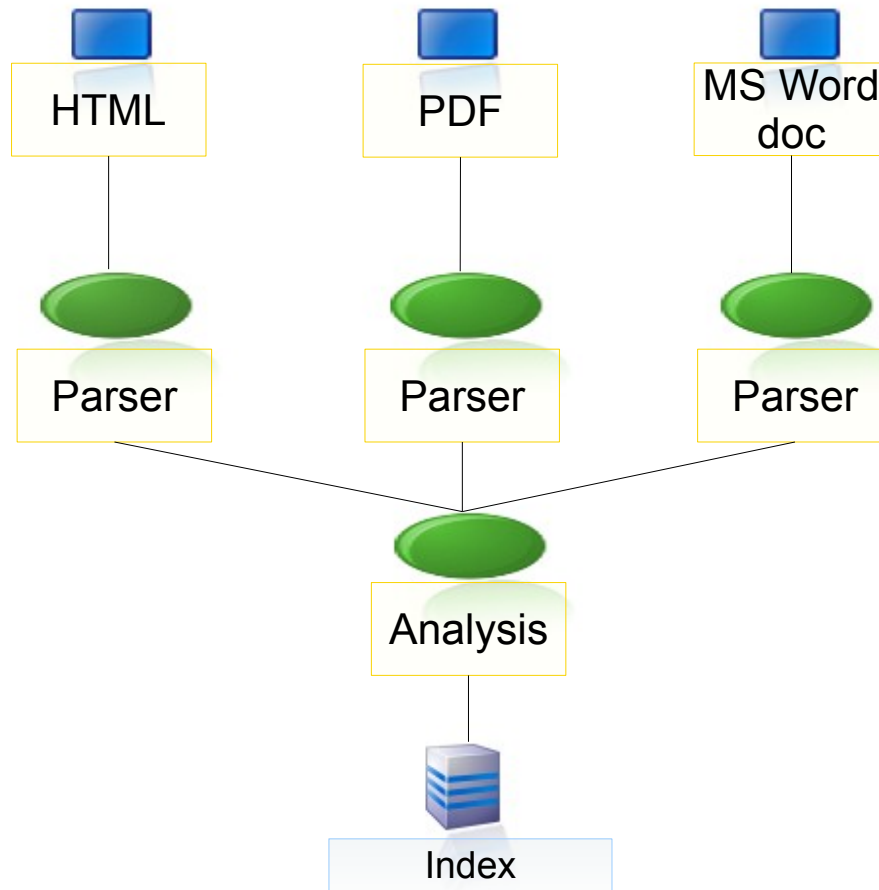 HTML
PDF
MS Word
doc
Parser
Parser
Parser
Analysis
Index